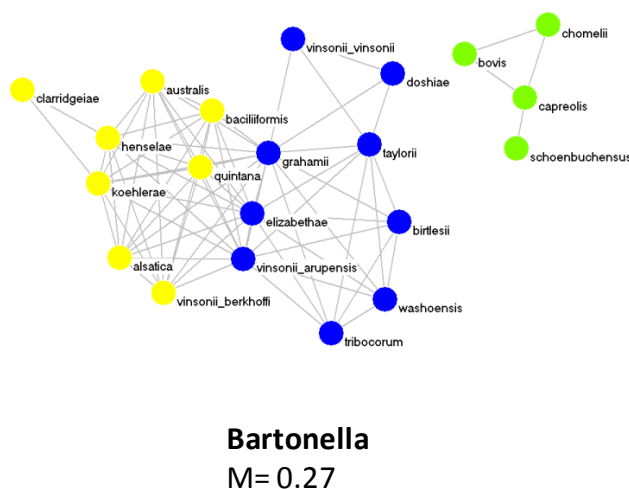 chomelii
vinsonii_vinsonii
bovis
doshiae
australis
clarridgeiae
capreolis
baciliiformis
henselae
taylorii
schoenbuchensus
grahamii
quintana
koehlerae
elizabethae
birtlesii
alsatica
vinsonii_arupensis
vinsonii_berkhoffi
washoensis
tribocorum
Bartonella
M= 0.27